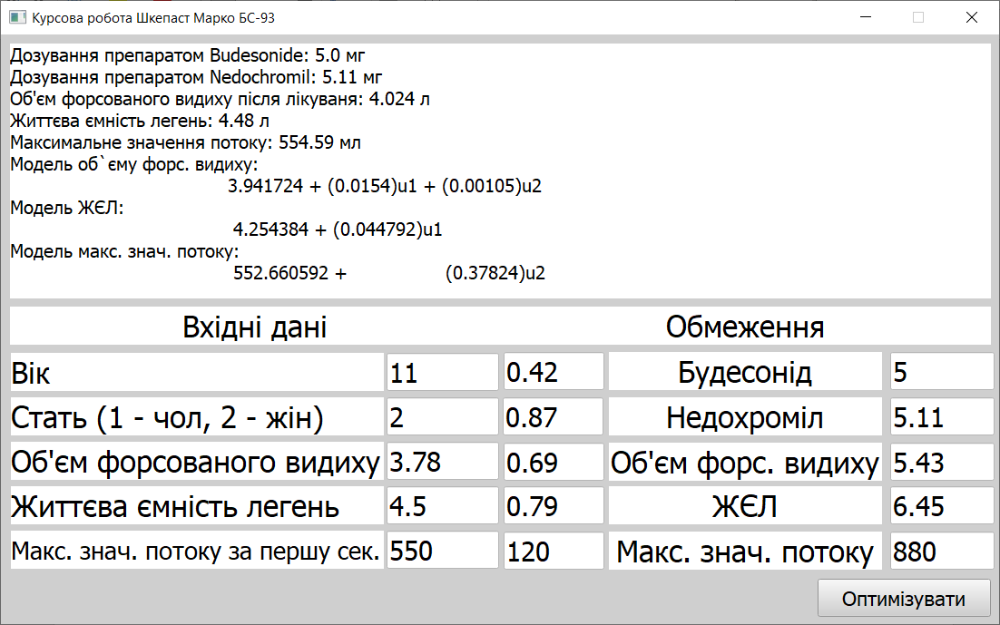 Курсова робота Шкепаст Марко БС-93
Дозування препаратом Budesonide: 5.0 мг
Дозування препаратом Nedochromil: 5.11 мг
Об'єм форсованого видиху після лікуваня: 4.024 л
Життєва ємність легень: 4.48 л
Максимальне значення потоку: 554.59 мл
Модель об`єму форс. видиху:
3.941724 + (0.0154)u1 + (0.00105)u2
Модель ЖЄЛ:
4.254384 + (0.044792)u1
Модель макс. знач. потоку:
552.660592 + (0.37824)u2
Вхідні дані Обмеження
Вік 11 0.42 Будесонід 5
Стать (1 - чол, 2 - жін) 2 0.87 Недохроміл 5.11
Об'єм форсованого видиху 3.78 0.69 Об'єм форс. видиху 5.43
Життєва ємність легень 4.5 0.79 ЖЄЛ 6.45
Макс. знач. потоку за першу сек. 550 120 Макс. знач. потоку 880
Оптимізувати